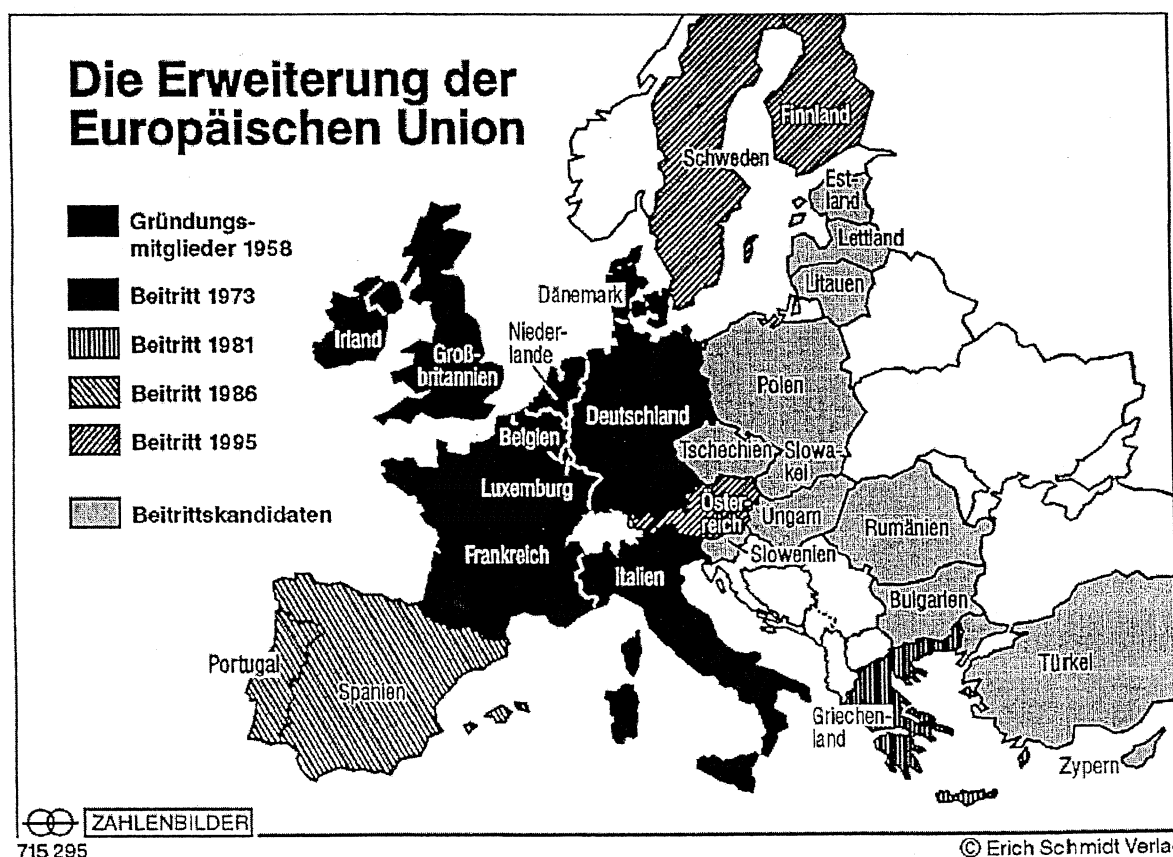 Die Erweiterung der
Europäischen Union
Gründungs-
mitglieder 1958
Beitritt 1973
Beitritt 1981
Beitritt 1986
Beitritt 1995
Beitrittskandidaten
Finnland
Schweden
Est-
land
Lettland
Litauen
Dänemark
Irland
Groß-
britannien
Nieder-
lande
Polen
Deutschland
Belgien
Tschechien
Slowa-
kei
Luxemburg
Öster-
reich
Ungarn
Rumänien
Slowenien
Frankreich
Italien
Bulgarien
Portugal
Spanien
Türkei
Griechen-
land
Zypern
ZAHLENBILDER
715 295
© Erich Schmidt Verla